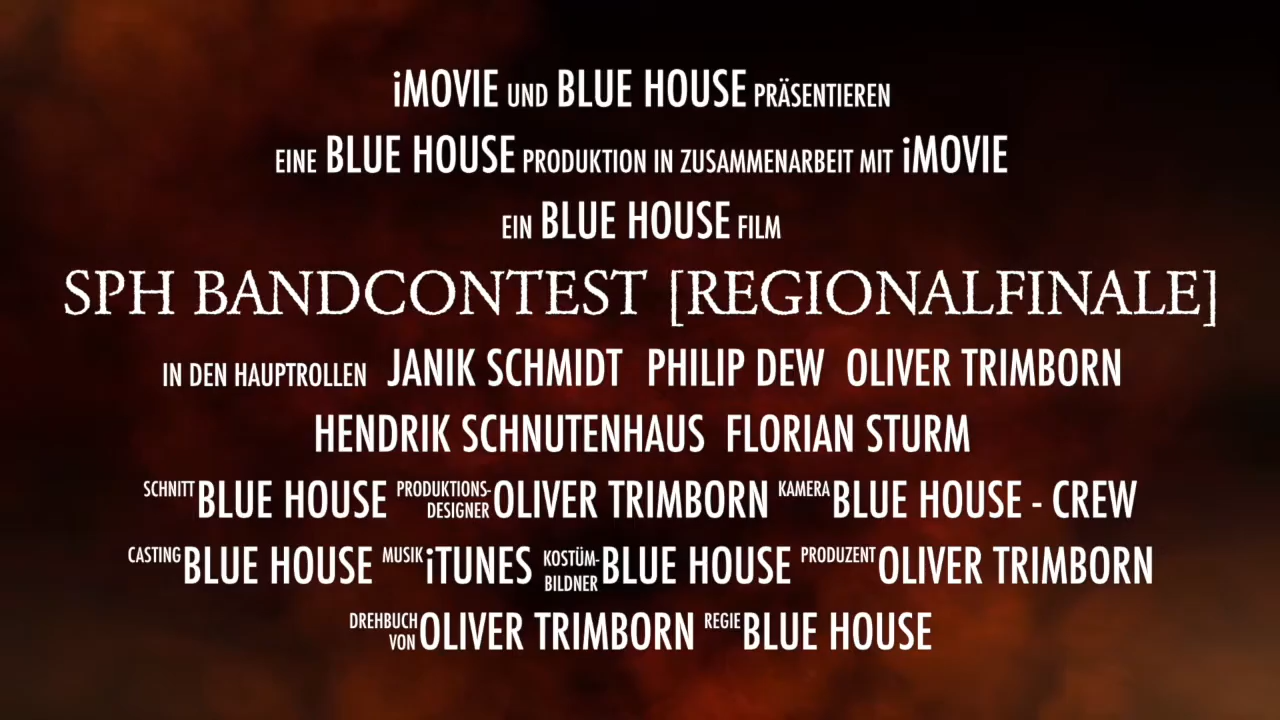 iMOVIE UND BLUE HOUSE PRÄSENTIEREN
EINE BLUE HOUSE PRODUKTION IN ZUSAMMENARBEIT MIT iMOVIE
EIN BLUE HOUSE FILM
SPH BANDCONTEST [REGIONALFINALE]
IN DEN HAUPTROLLEN JANIK SCHMIDT PHILIP DEW OLIVER TRIMBORN
HENDRIK SCHNUTENHAUS FLORIAN STURM
SCHNITT BLUE HOUSE PRODUKTIONS-DESIGNER OLIVER TRIMBORN KAMERA BLUE HOUSE - CREW
CASTING BLUE HOUSE MUSIK iTUNES KOSTÜM-BILDNER BLUE HOUSE PRODUZENT OLIVER TRIMBORN
DREHBUCH VON OLIVER TRIMBORN REGIE BLUE HOUSE